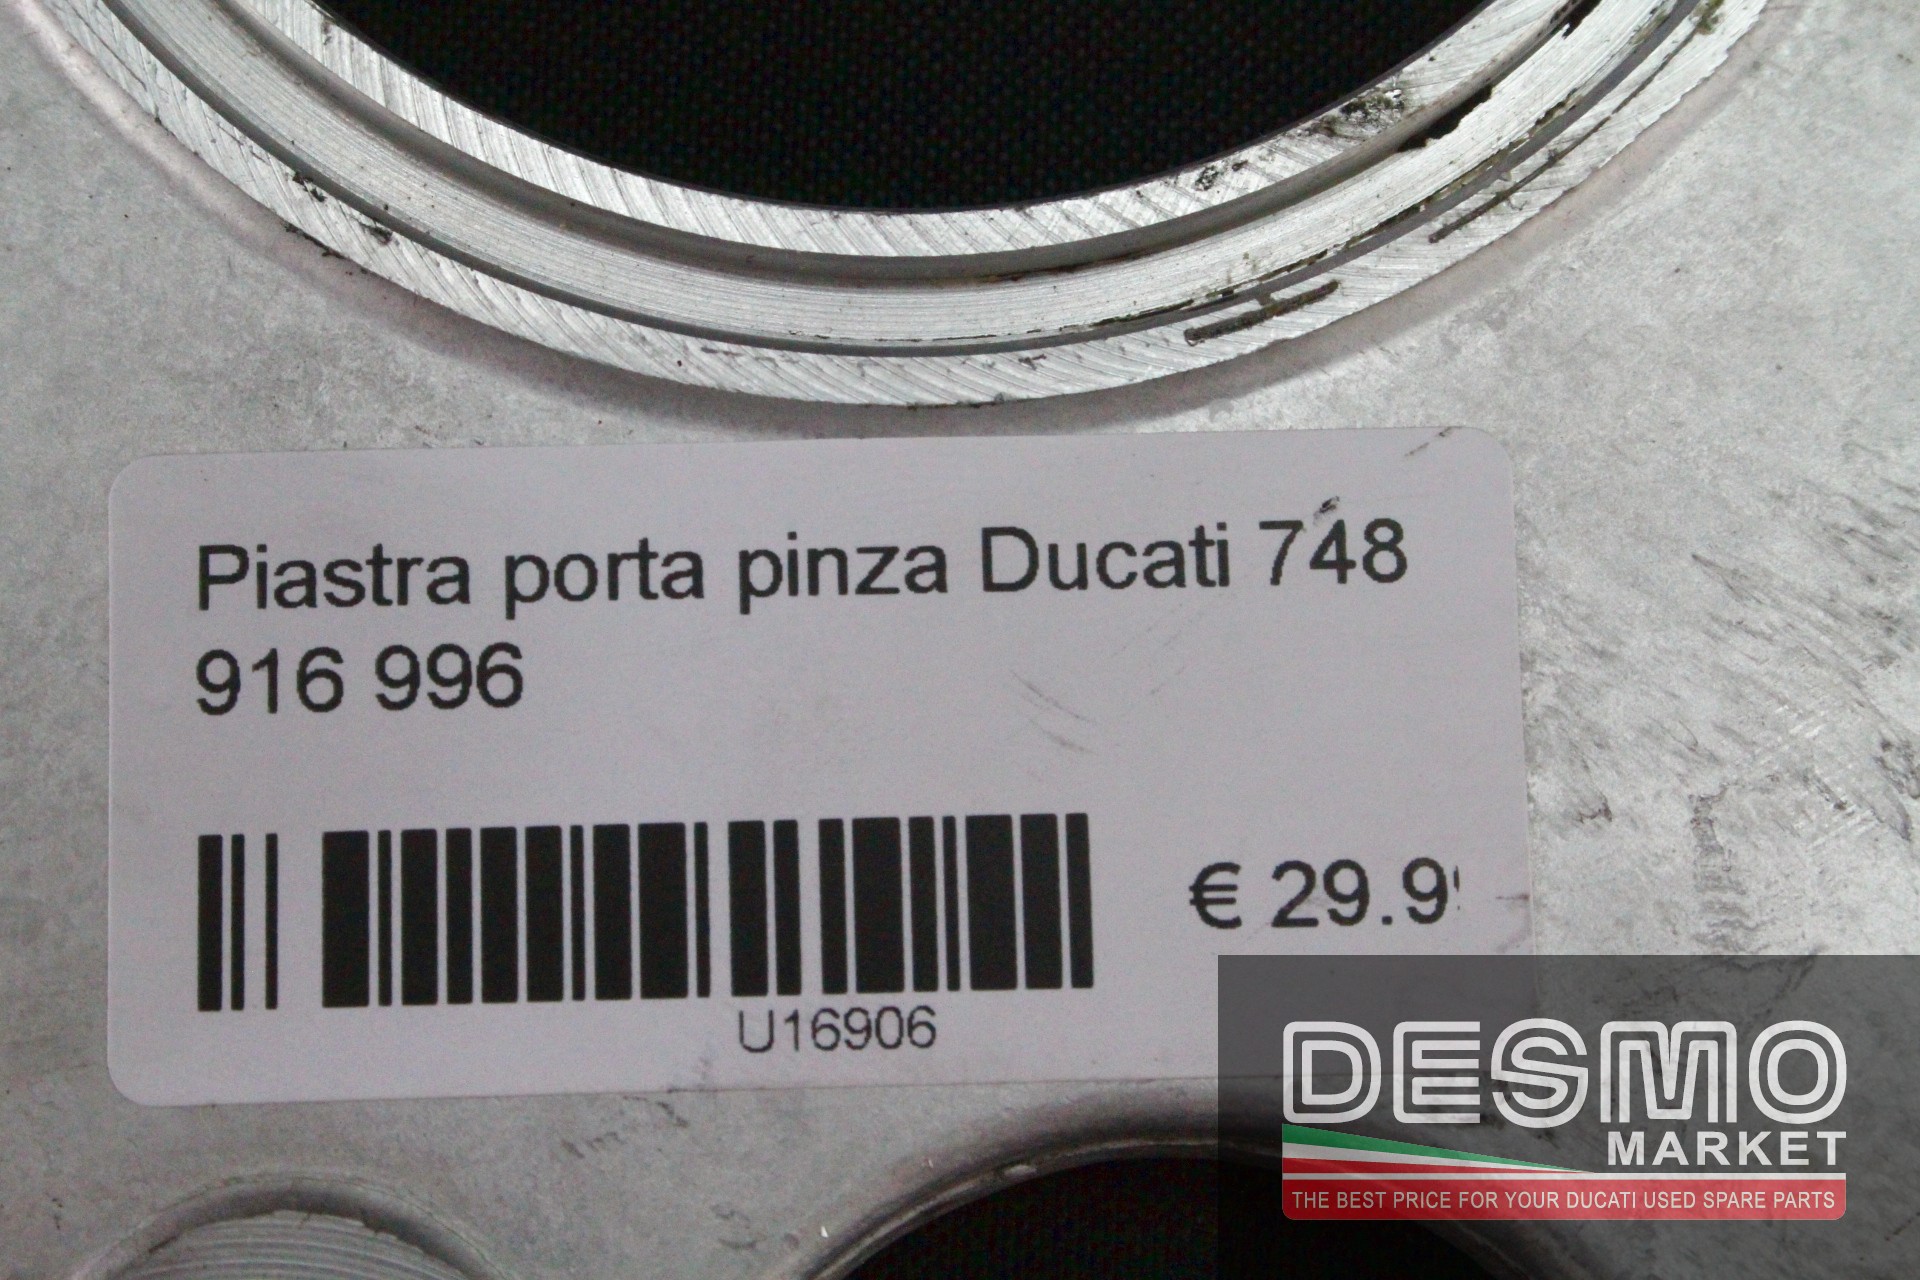 Piastra porta pinza Ducati 748
916 996
€ 29.9
U16906
DESMO
MARKET
THE BEST PRICE FOR YOUR DUCATI USED SPARE PARTS